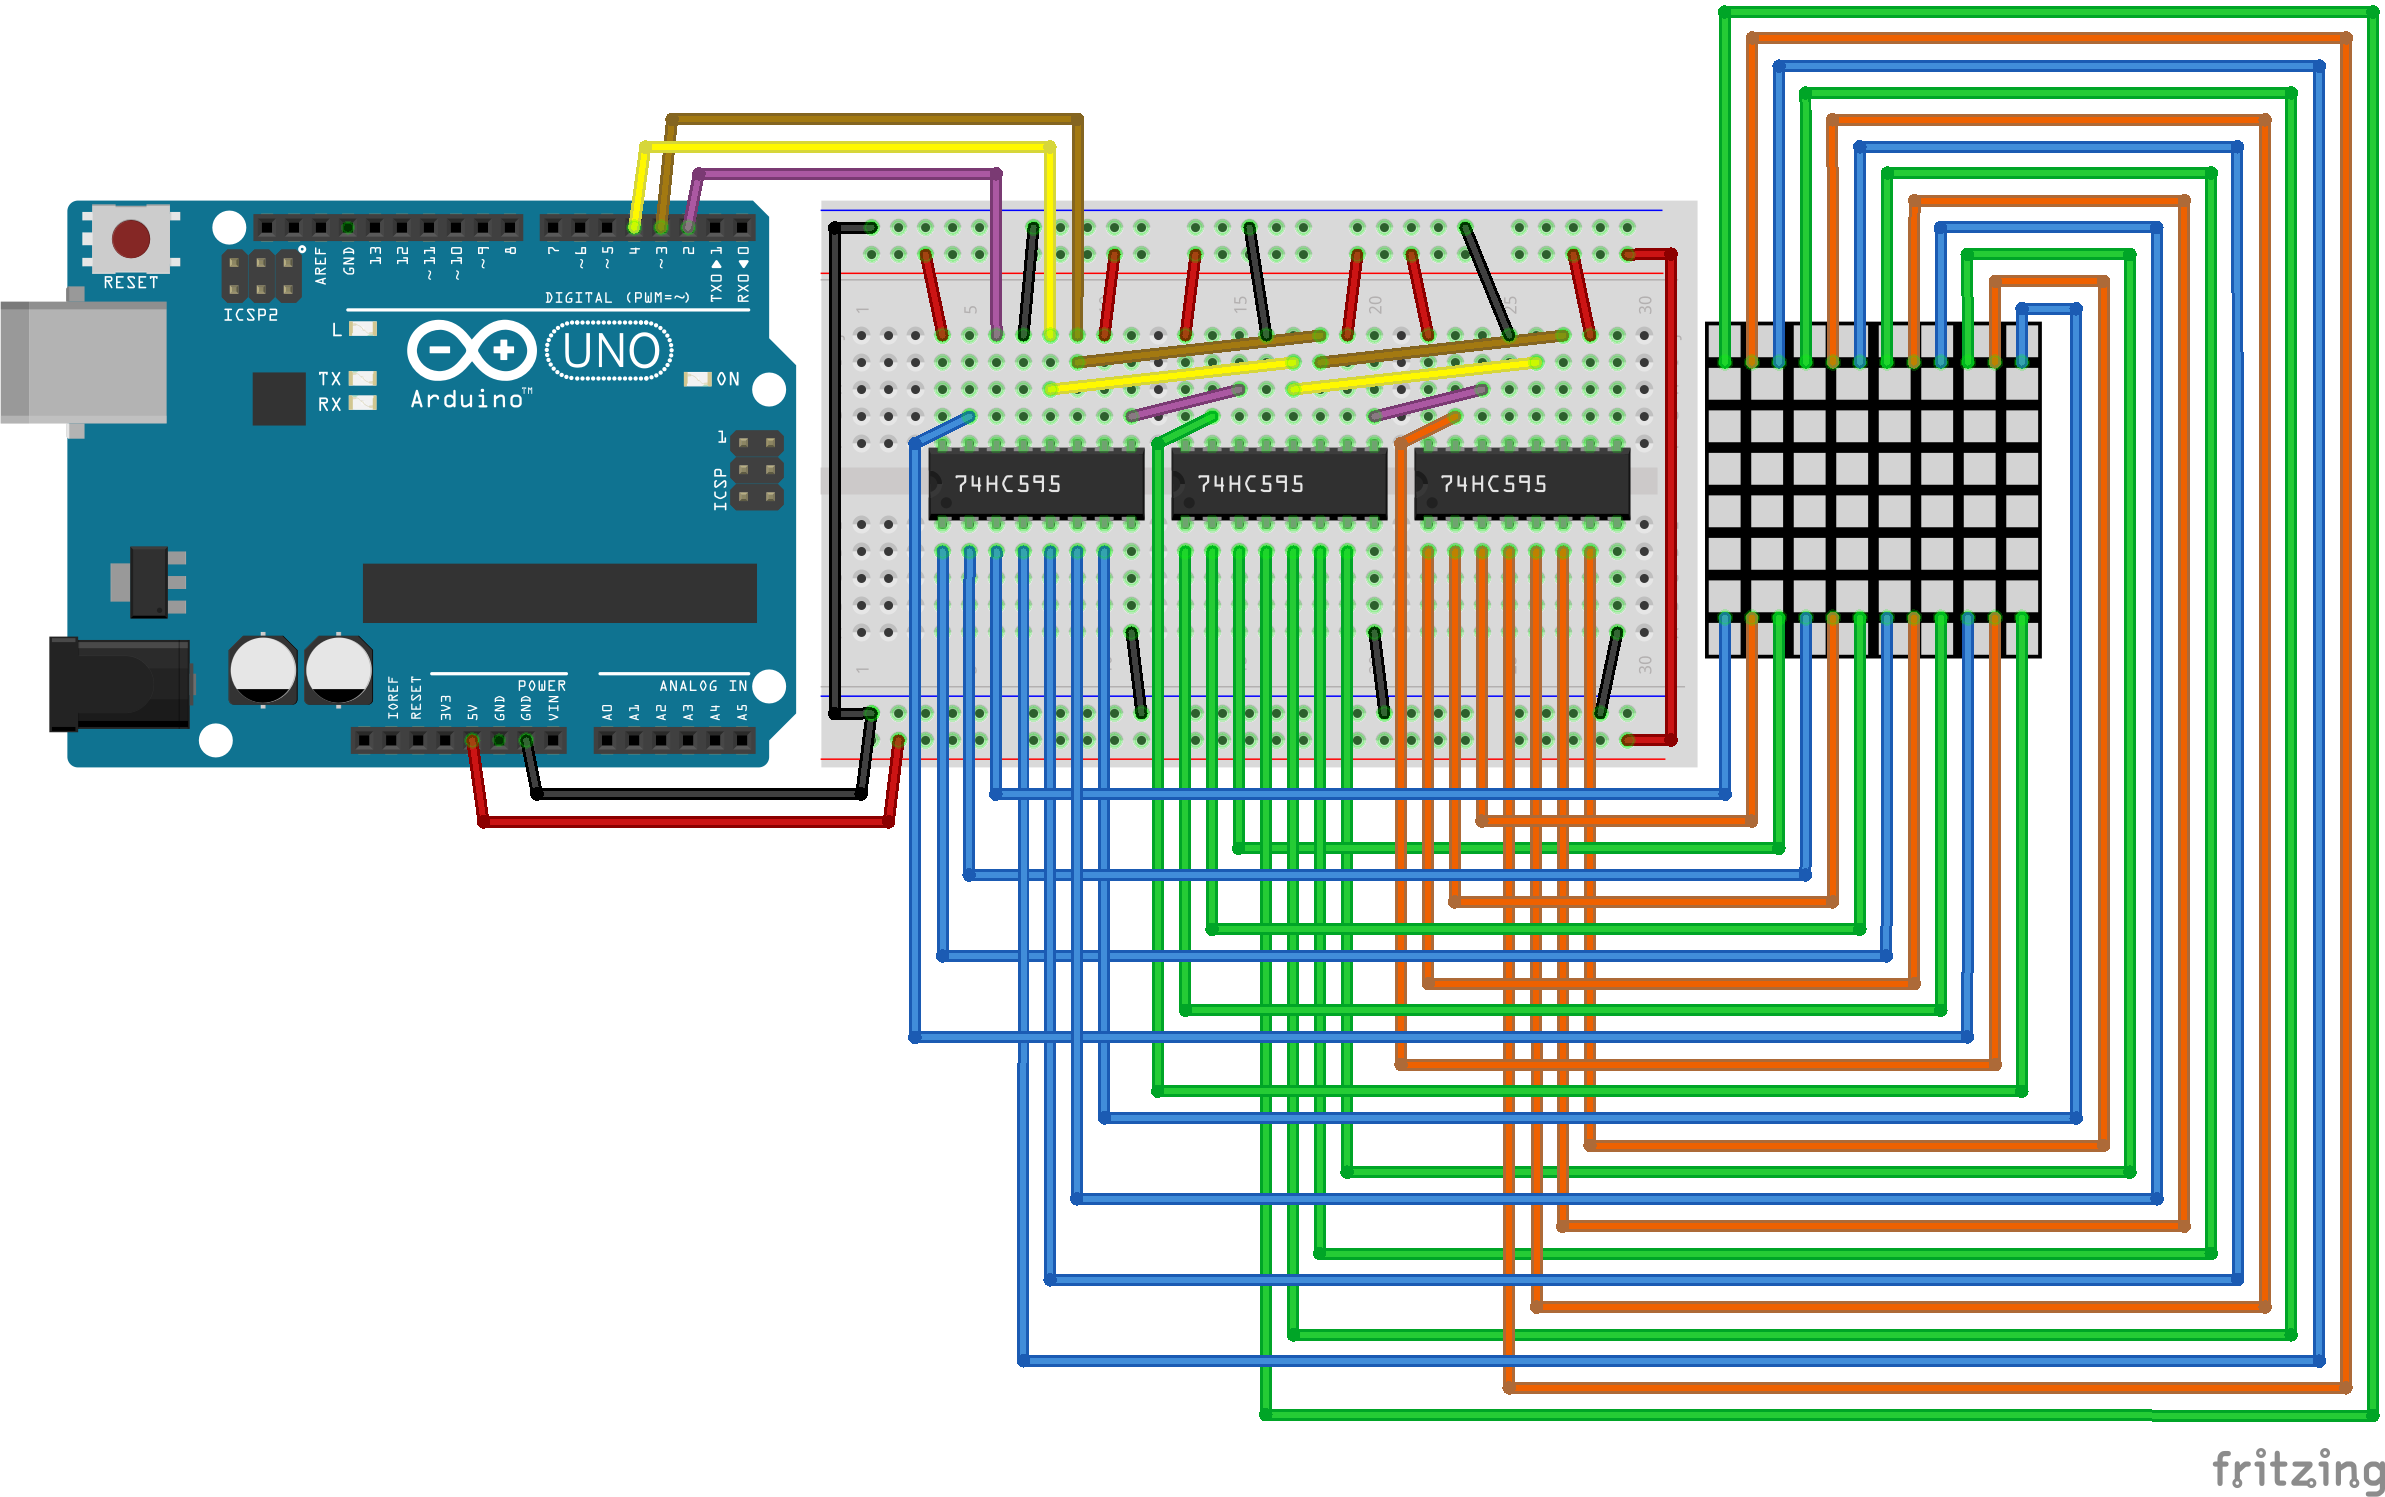 RESET
ICSP2
AREF
GND
13
12
~11
~10
~9
8
7
~6
~5
4
~3
2
TX0▶1
RX0◀0
DIGITAL (PWM=~)
L
TX
RX
UNO
Arduino™
ON
1
ICSP
IOREF
RESET
3V3
5V
GND
GND
VIN
POWER
A0
A1
A2
A3
A4
A5
ANALOG IN
1
5
15
20
25
30
74HC595
74HC595
74HC595
1
30
fritzing